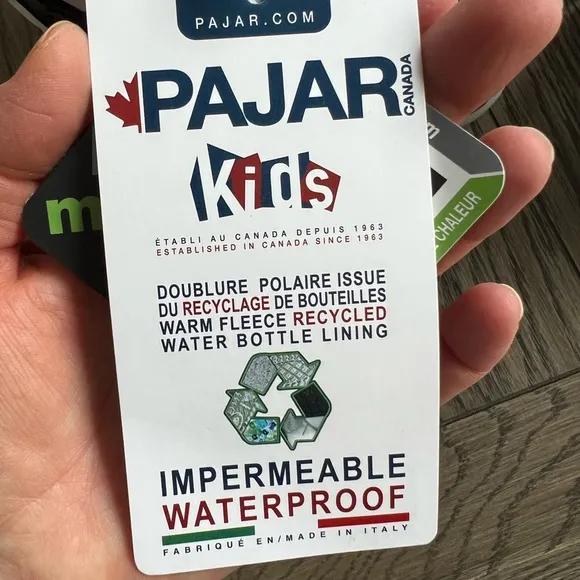 PAJAR.COM
PAJAR
CANADA
kids
ÉTABLI AU CANADA DEPUIS 1963
ESTABLISHED IN CANADA SINCE 1963
DOUBLURE POLAIRE ISSUE
DU RECYCLAGE DE BOUTEILLES
WARM FLEECE RECYCLED
WATER BOTTLE LINING
IMPERMEABLE
WATERPROOF
FABRIQUÉ EN/MADE IN ITALY
CHALEUR